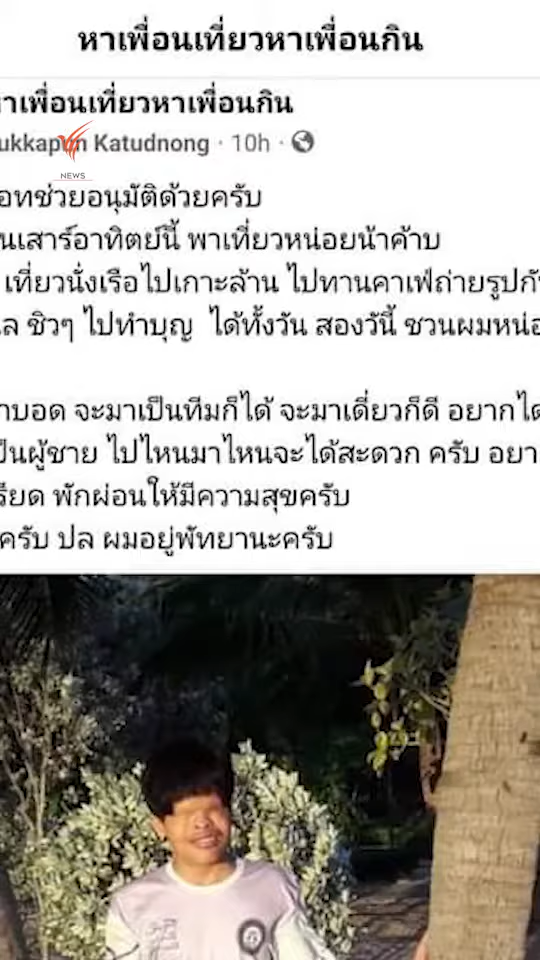 หาเพื่อนเที่ยวหาเพื่อนกิน
าเพื่อนเที่ยวหาเพื่อนกิน
ukkapun Katudnong · 10h ·
NEWS
อทช่วยอนุมัติด้วยครับ
นเสาร์อาทิตย์นี้ พาเที่ยวหน่อยน้าค้าบ
เที่ยวนั่งเรือไปเกาะล้าน ไปทานคาเฟ่ถ่ายรูปกั
ล ชิวๆ ไปทำบุญ ได้ทั้งวัน สองวันี้ ชวนผมหน่อ
าบอด จะมาเป็นทีมก็ได้ จะมาเดี่ยวก็ดี อยากได
ป็นผู้ชาย ไปไหนมาไหนจะได้สะดวก ครับ อยา
รียด พักผ่อนให้มีความสุขครับ
ครับ ปล ผมอยู่พัทยานะครับ